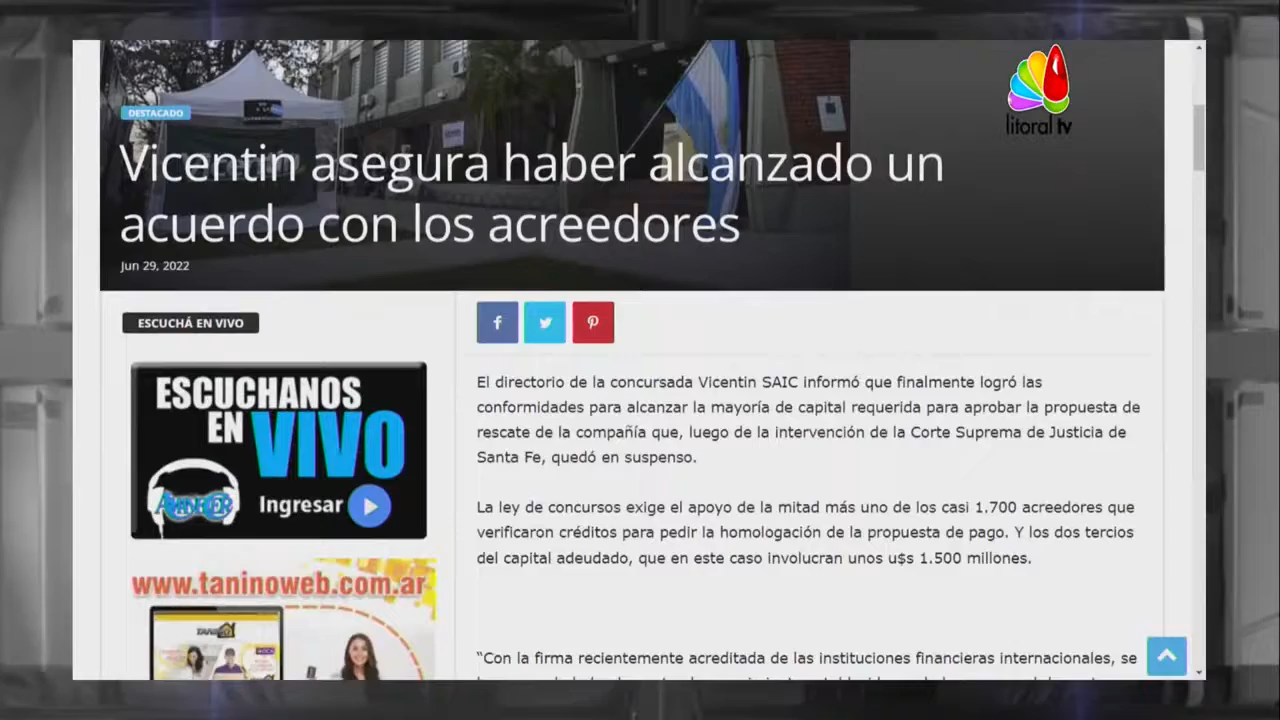 litoral tv
DESTACADO
Vicentin asegura haber alcanzado un
acuerdo con los acreedores
Jun 29, 2022
ESCUCHÁ EN VIVO
ESCUCHANOS
EN VIVO
Ingresar
www.taninoweb.com.ar
El directorio de la concursada Vicentin SAIC informó que finalmente logró las
conformidades para alcanzar la mayoría de capital requerida para aprobar la propuesta de
rescate de la compañía que, luego de la intervención de la Corte Suprema de Justicia de
Santa Fe, quedó en suspenso.
La ley de concursos exige el apoyo de la mitad más uno de los casi 1.700 acreedores que
verificaron créditos para pedir la homologación de la propuesta de pago. Y los dos tercios
del capital adeudado, que en este caso involucran unos u$s 1.500 millones.
“Con la firma recientemente acreditada de las instituciones financieras internacionales, se